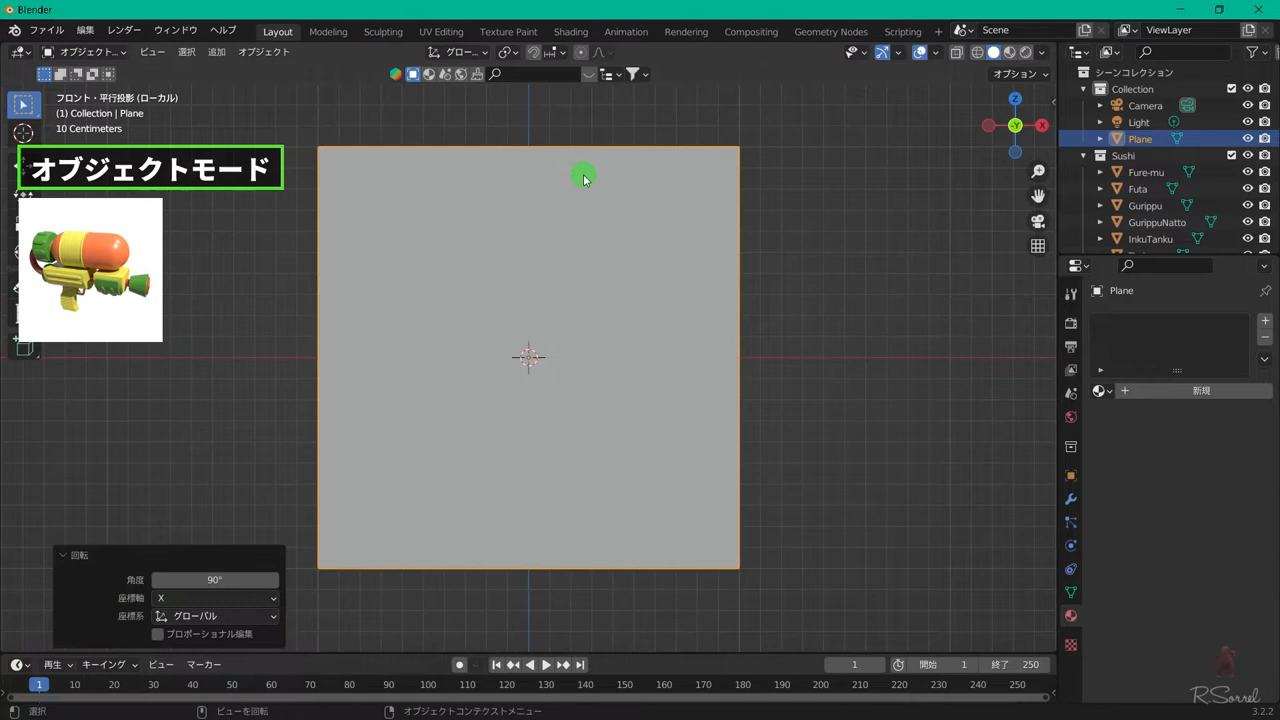 Blender
ファイル 編集 レンダー ウィンドウ ヘルプ Layout Modeling Sculpting UV Editing Texture Paint Shading Animation Rendering Compositing Geometry Nodes Scripting + Scene ViewLayer
オブジェクト... ビュー 選択 追加 オブジェクト グロー...
オプション
フロント・平行投影 (ローカル)
(1) Collection | Plane
10 Centimeters
オブジェクトモード
Z
-Y
X
シーンコレクション
Collection
Camera
Light
Plane
Sushi
Fure-mu
Futa
Gurippu
GurippuNatto
InkuTanku
Plane
新規
回転
角度 90°
座標軸 X
座標系 グローバル
プロポーショナル編集
再生 キーイング ビュー マーカー 1 開始 1 終了 250
1 10 20 30 40 50 60 70 80 90 100 110 120 130 140 150 160 170 180 190 200 210 220 230 240 250
選択 ビューを回転 オブジェクトコンテクストメニュー 3.2.2
R.Sorrel